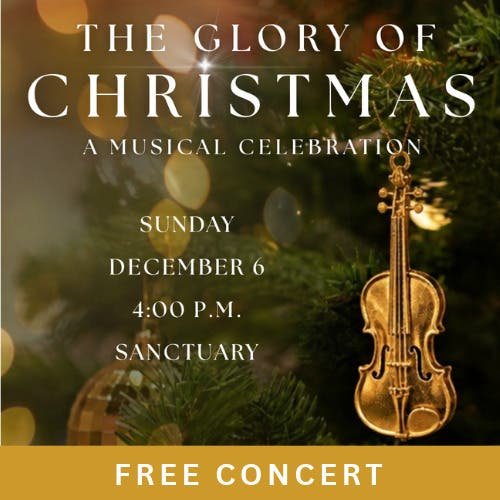 THE GLORY OF
CHRISTMAS
A MUSICAL CELEBRATION
SUNDAY
DECEMBER 6
4:00 P.M.
SANCTUARY
FREE CONCERT